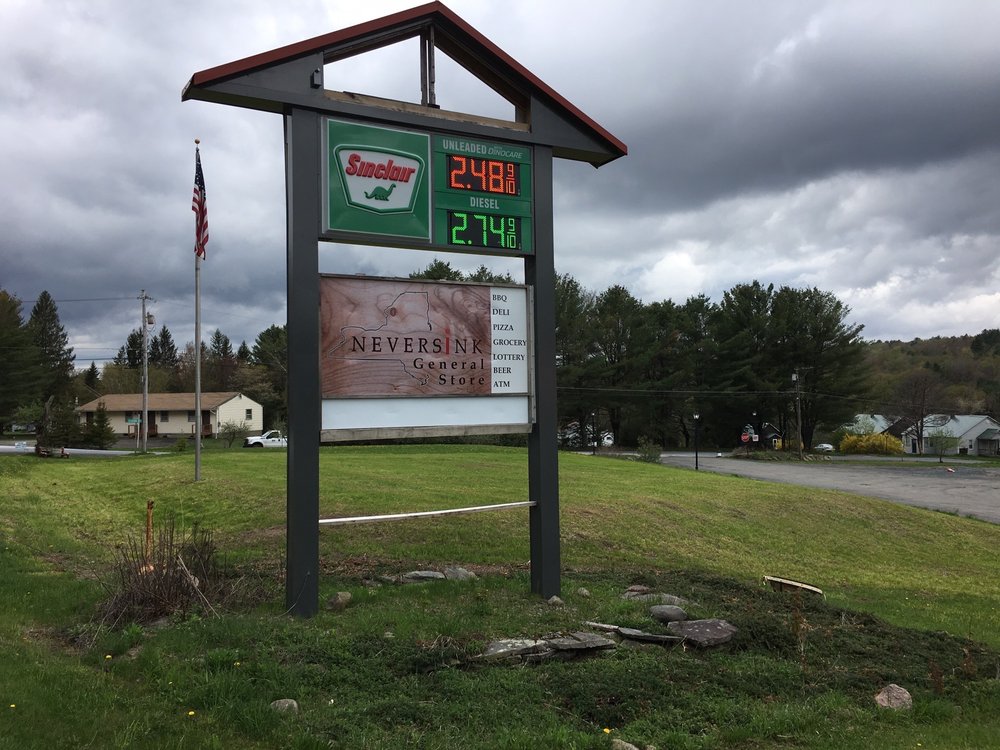 Sinclair
UNLEADED DINOCARE
2.48 9/10
DIESEL
2.74 9/10
NEVERSiNK
General
Store
BBQ
DELI
PIZZA
GROCERY
LOTTERY
BEER
ATM